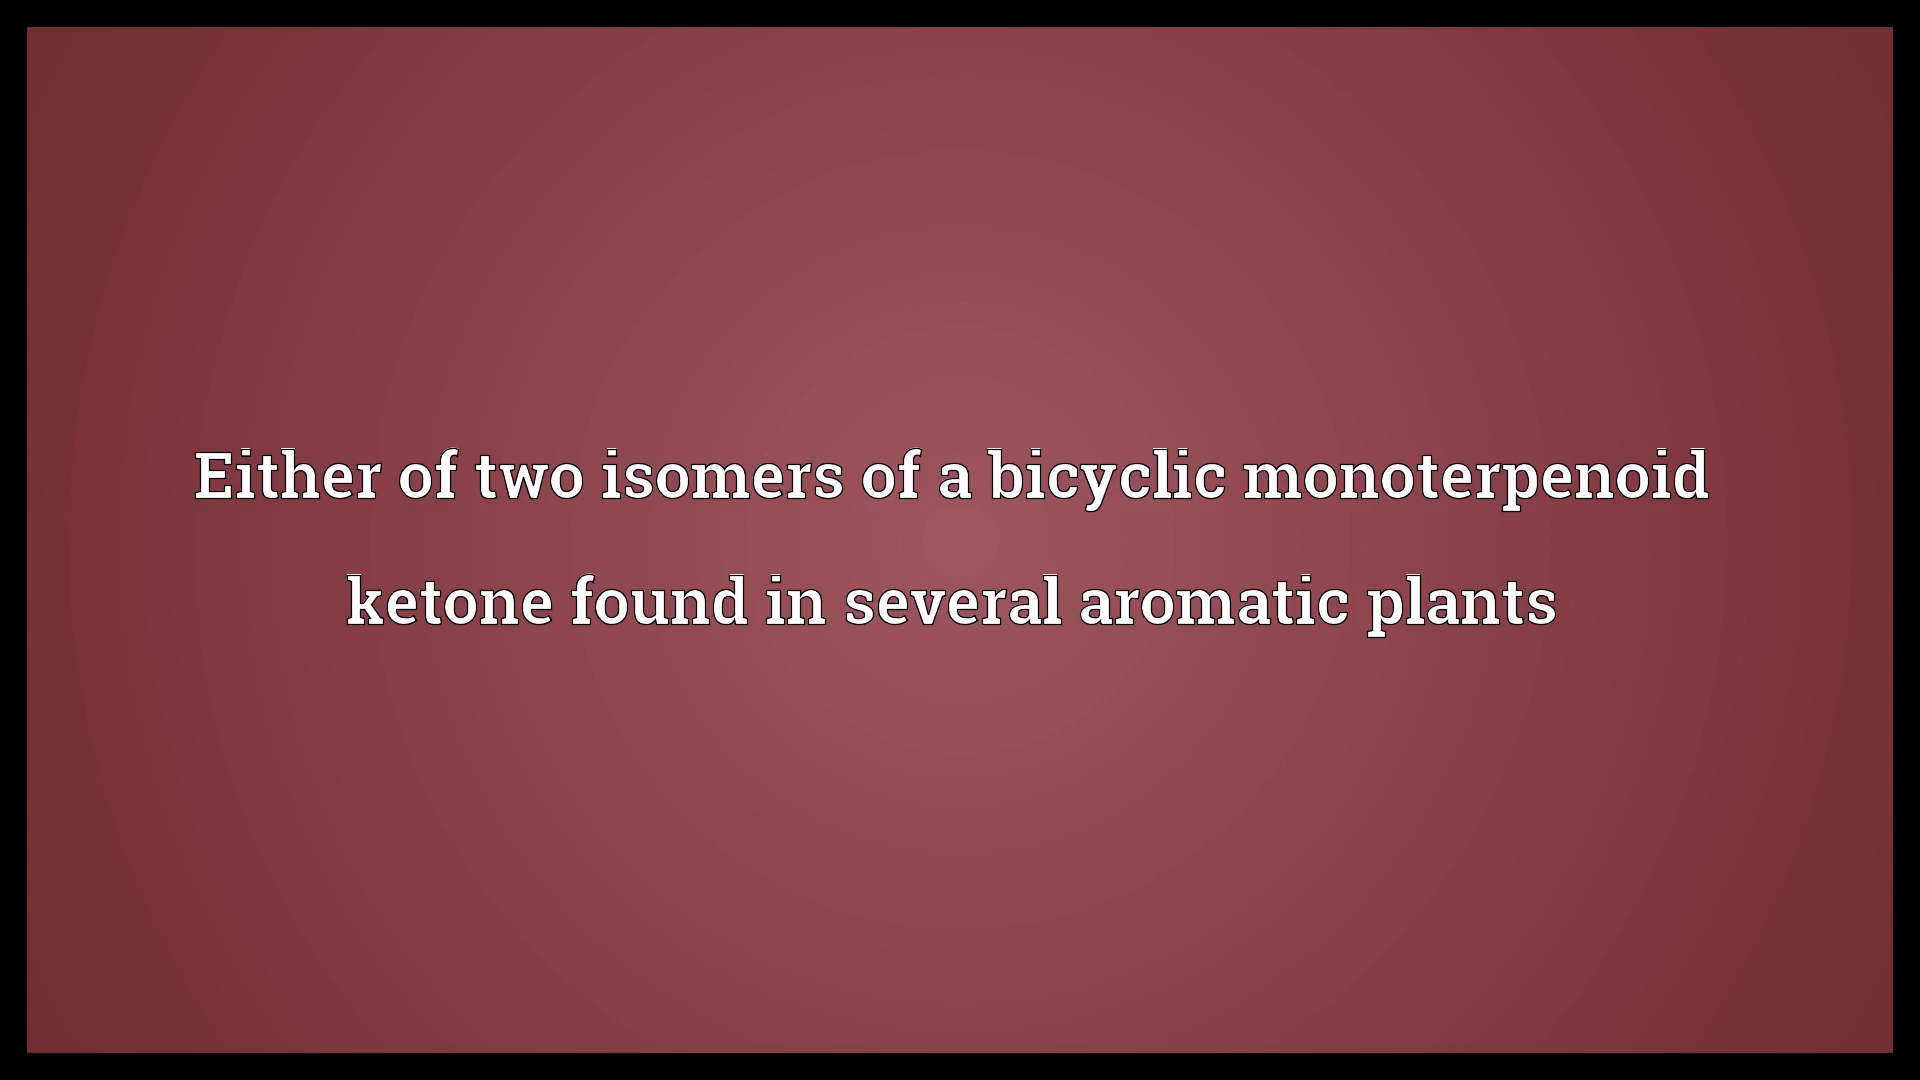 Either of two isomers of a bicyclic monoterpenoid
ketone found in several aromatic plants